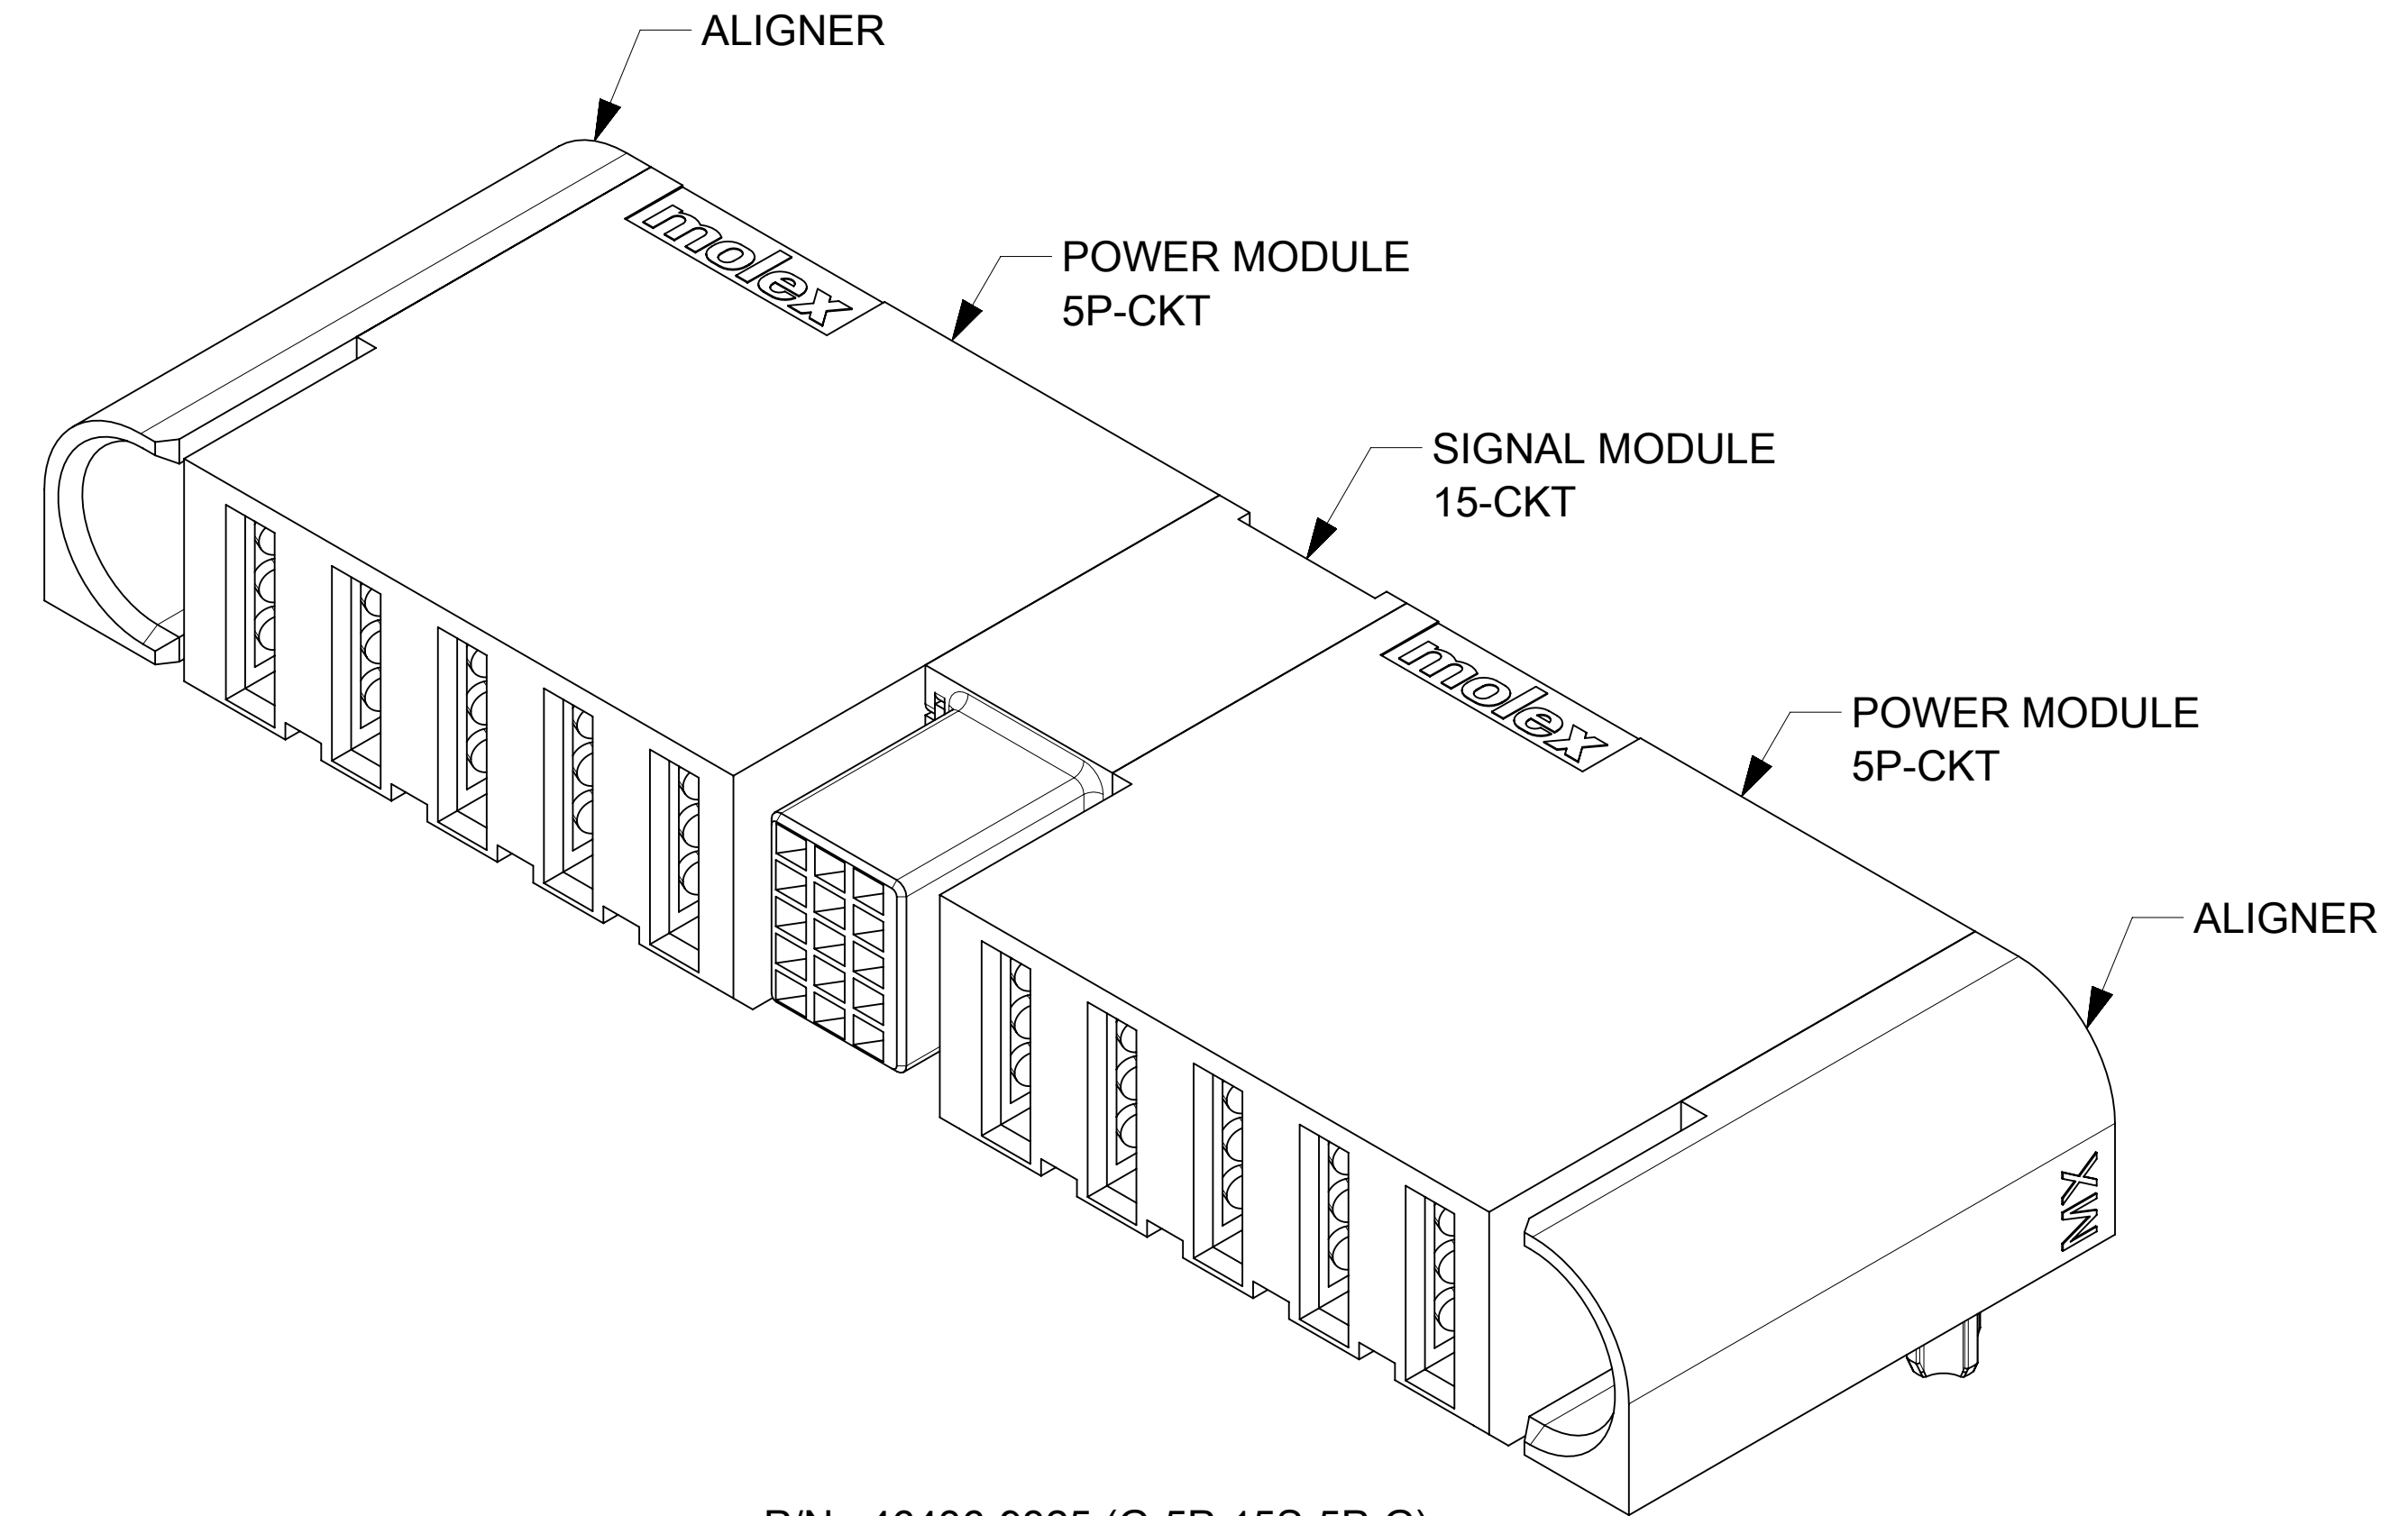 ALIGNER
molex
POWER MODULE
5P-CKT
SIGNAL MODULE
15-CKT
molex
POWER MODULE
5P-CKT
ALIGNER
MX